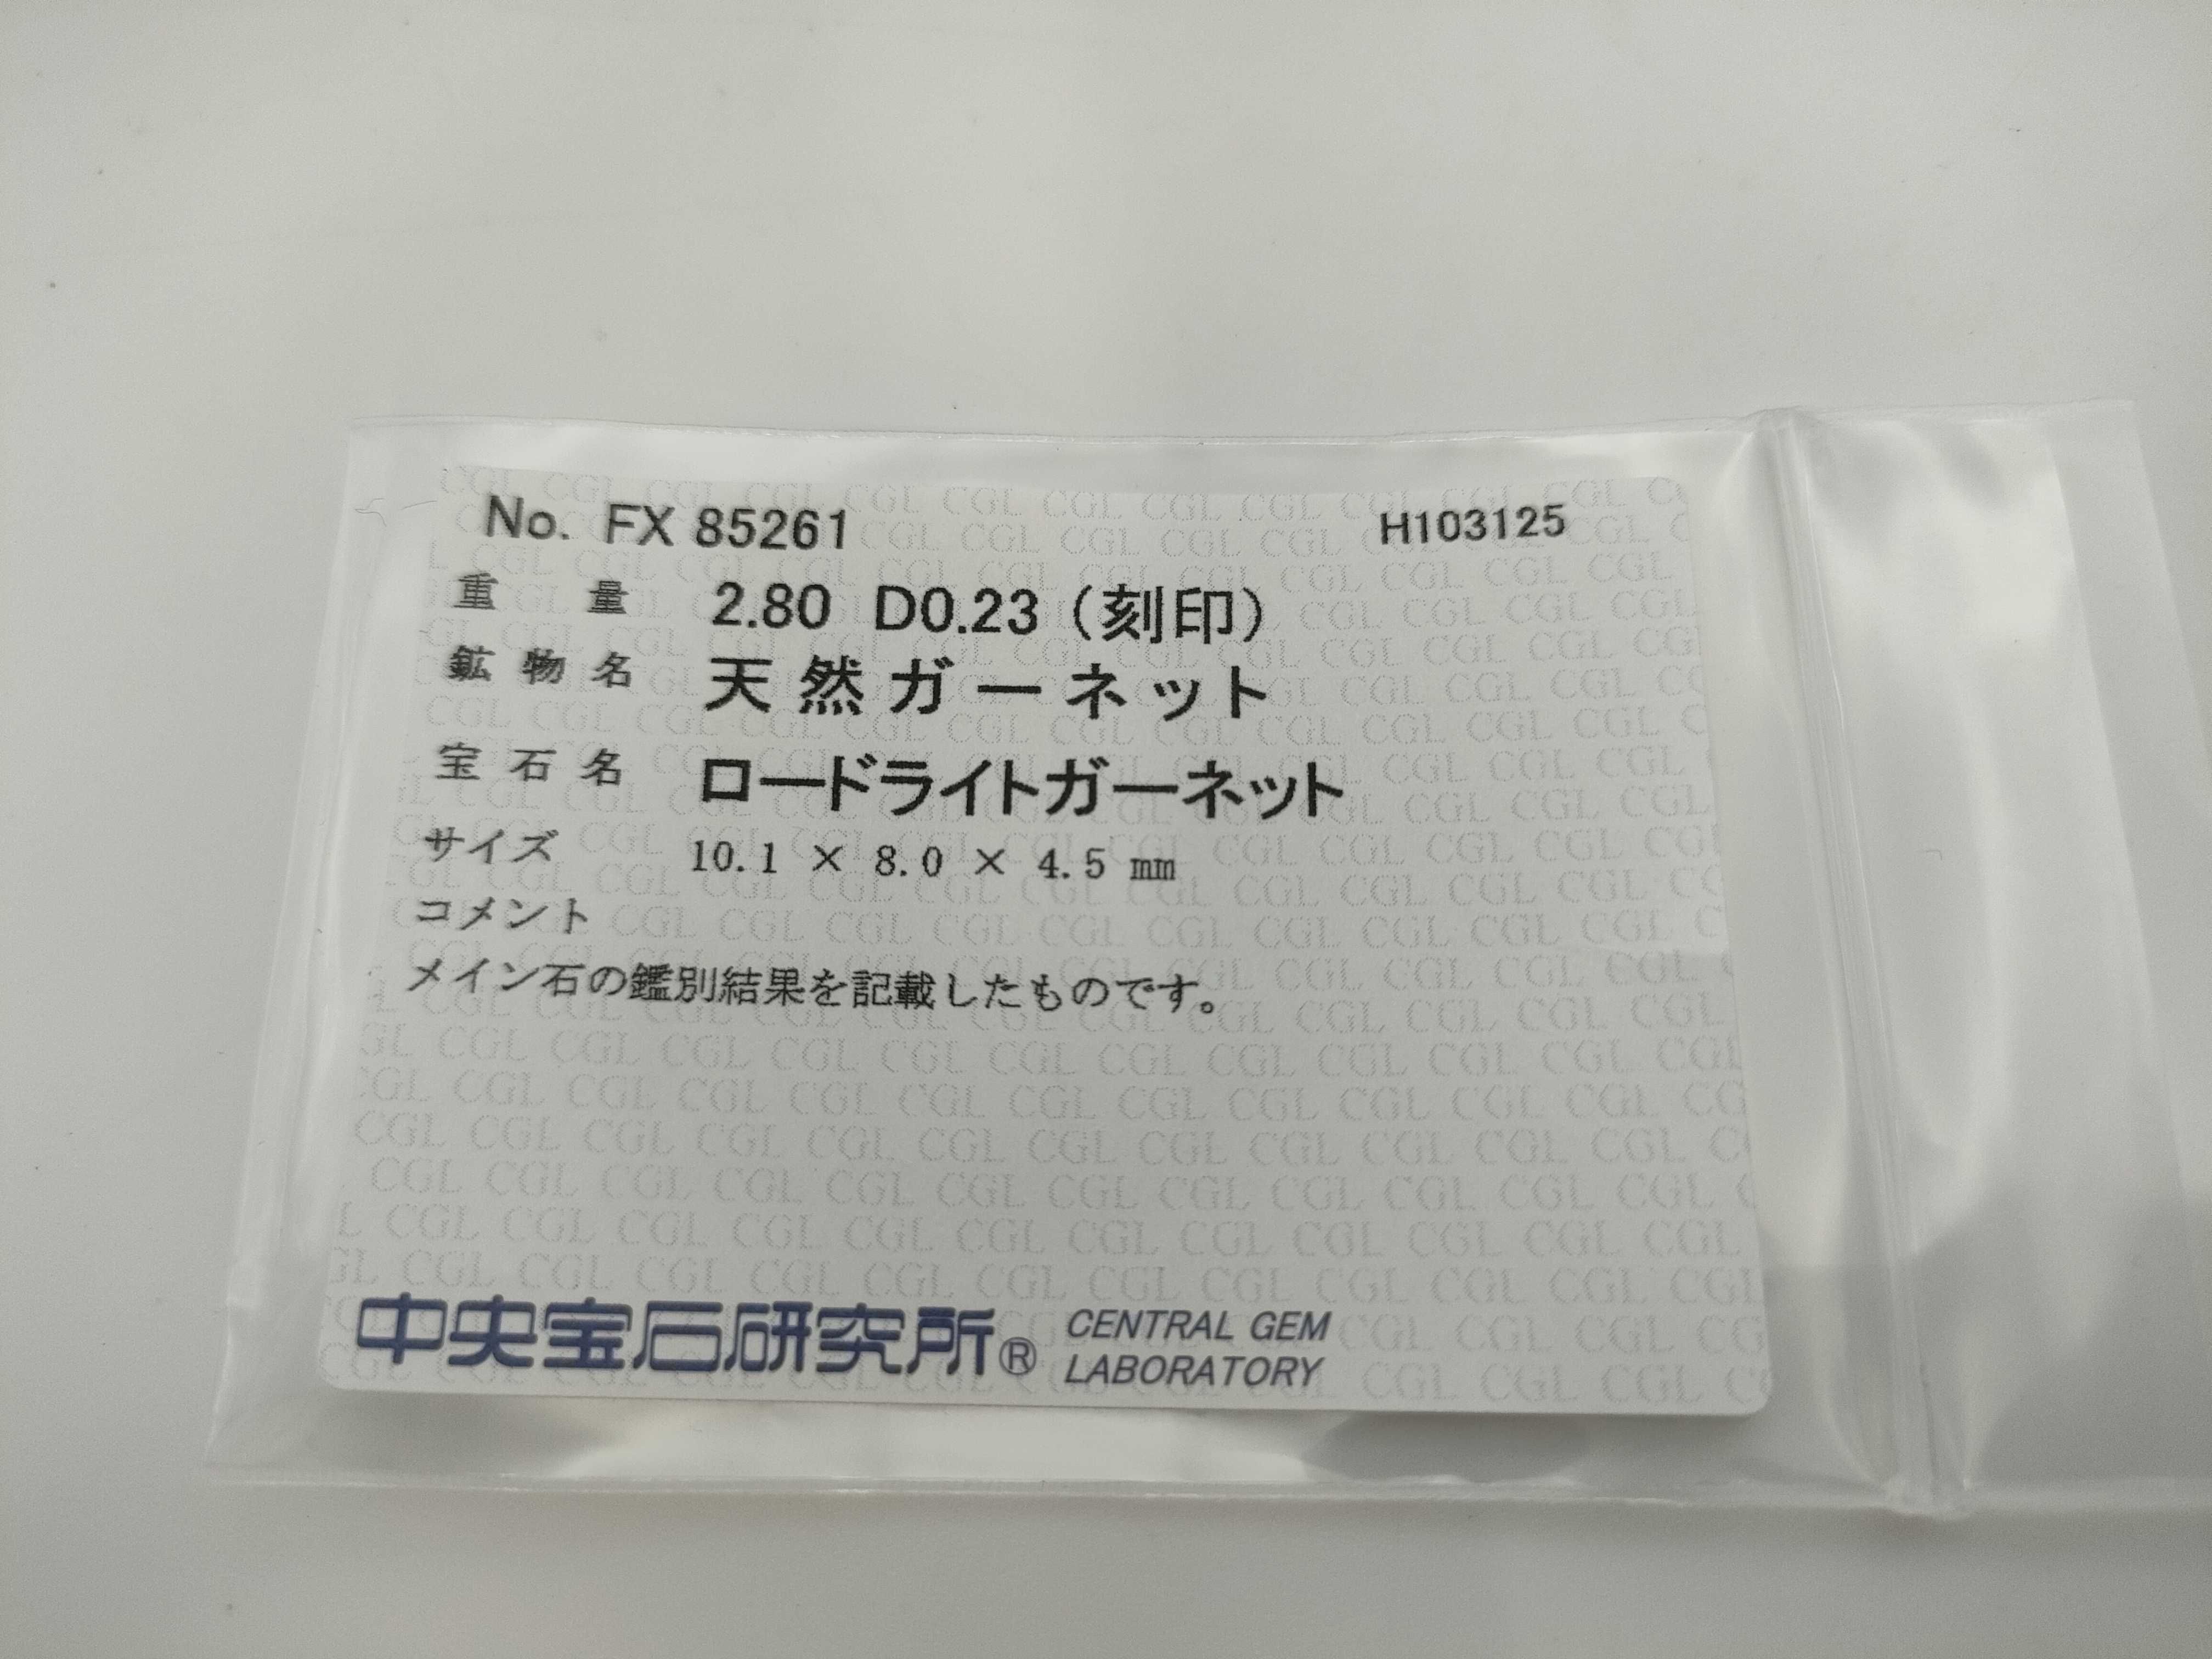 No. FX 85261 H103125
重量 2.80 D0.23（刻印）
鉱物名 天然ガーネット
宝石名 ロードライトガーネット
サイズ 10.1 × 8.0 × 4.5 ㎜
コメント
メイン石の鑑別結果を記載したものです。
中央宝石研究所® CENTRAL GEM
LABORATORY